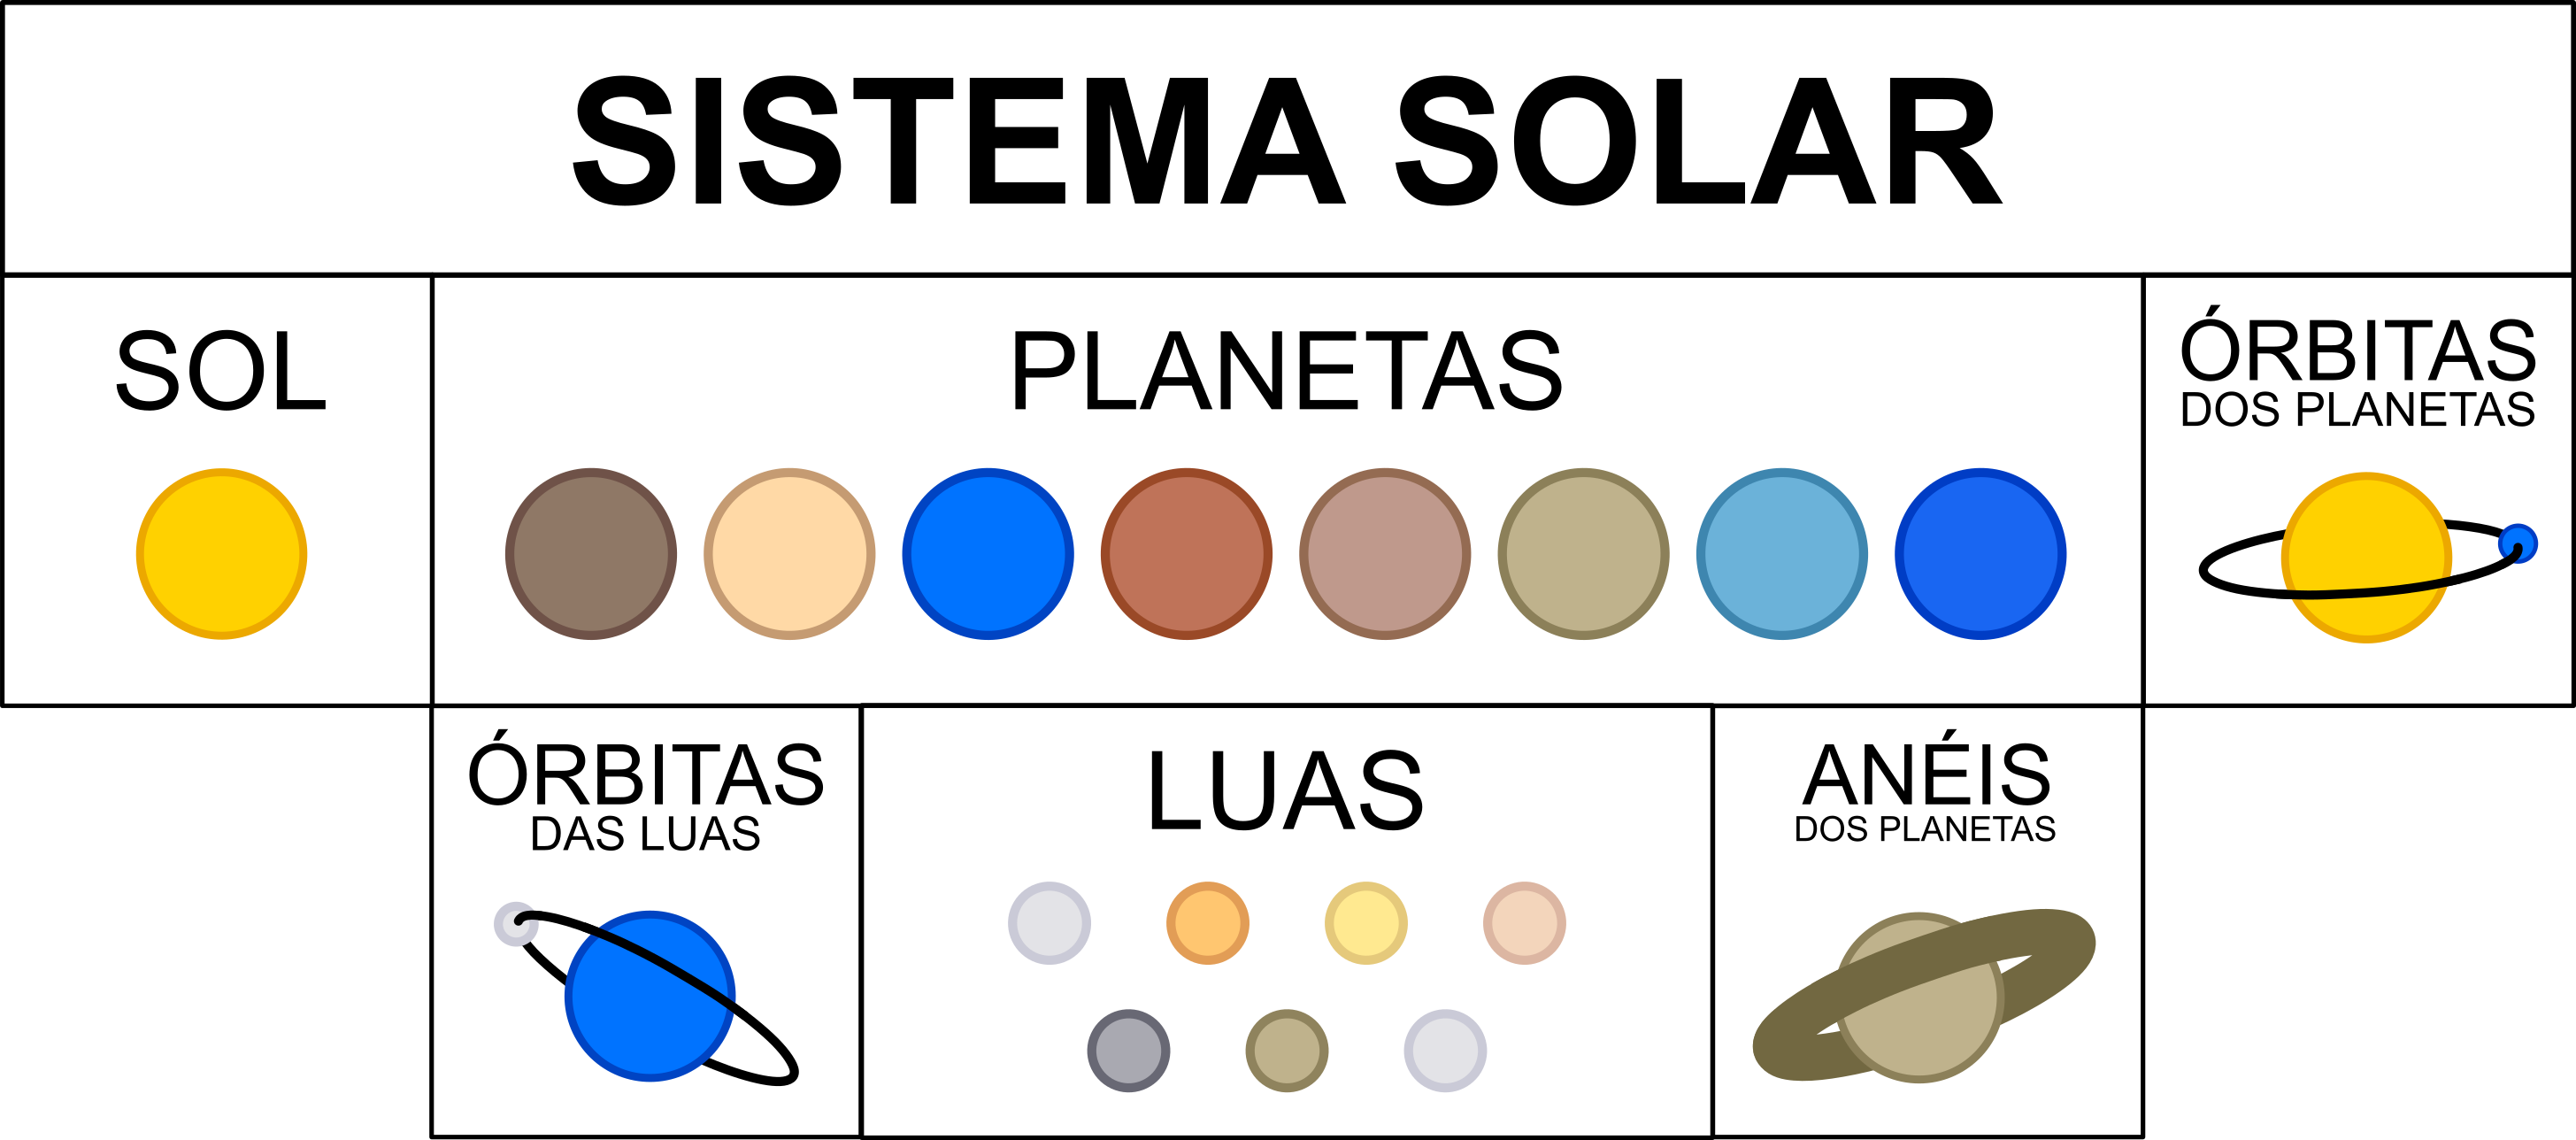 SISTEMA SOLAR
SOL
PLANETAS
ÓRBITAS
DOS PLANETAS
ÓRBITAS
DAS LUAS
LUAS
ANÉIS
DOS PLANETAS